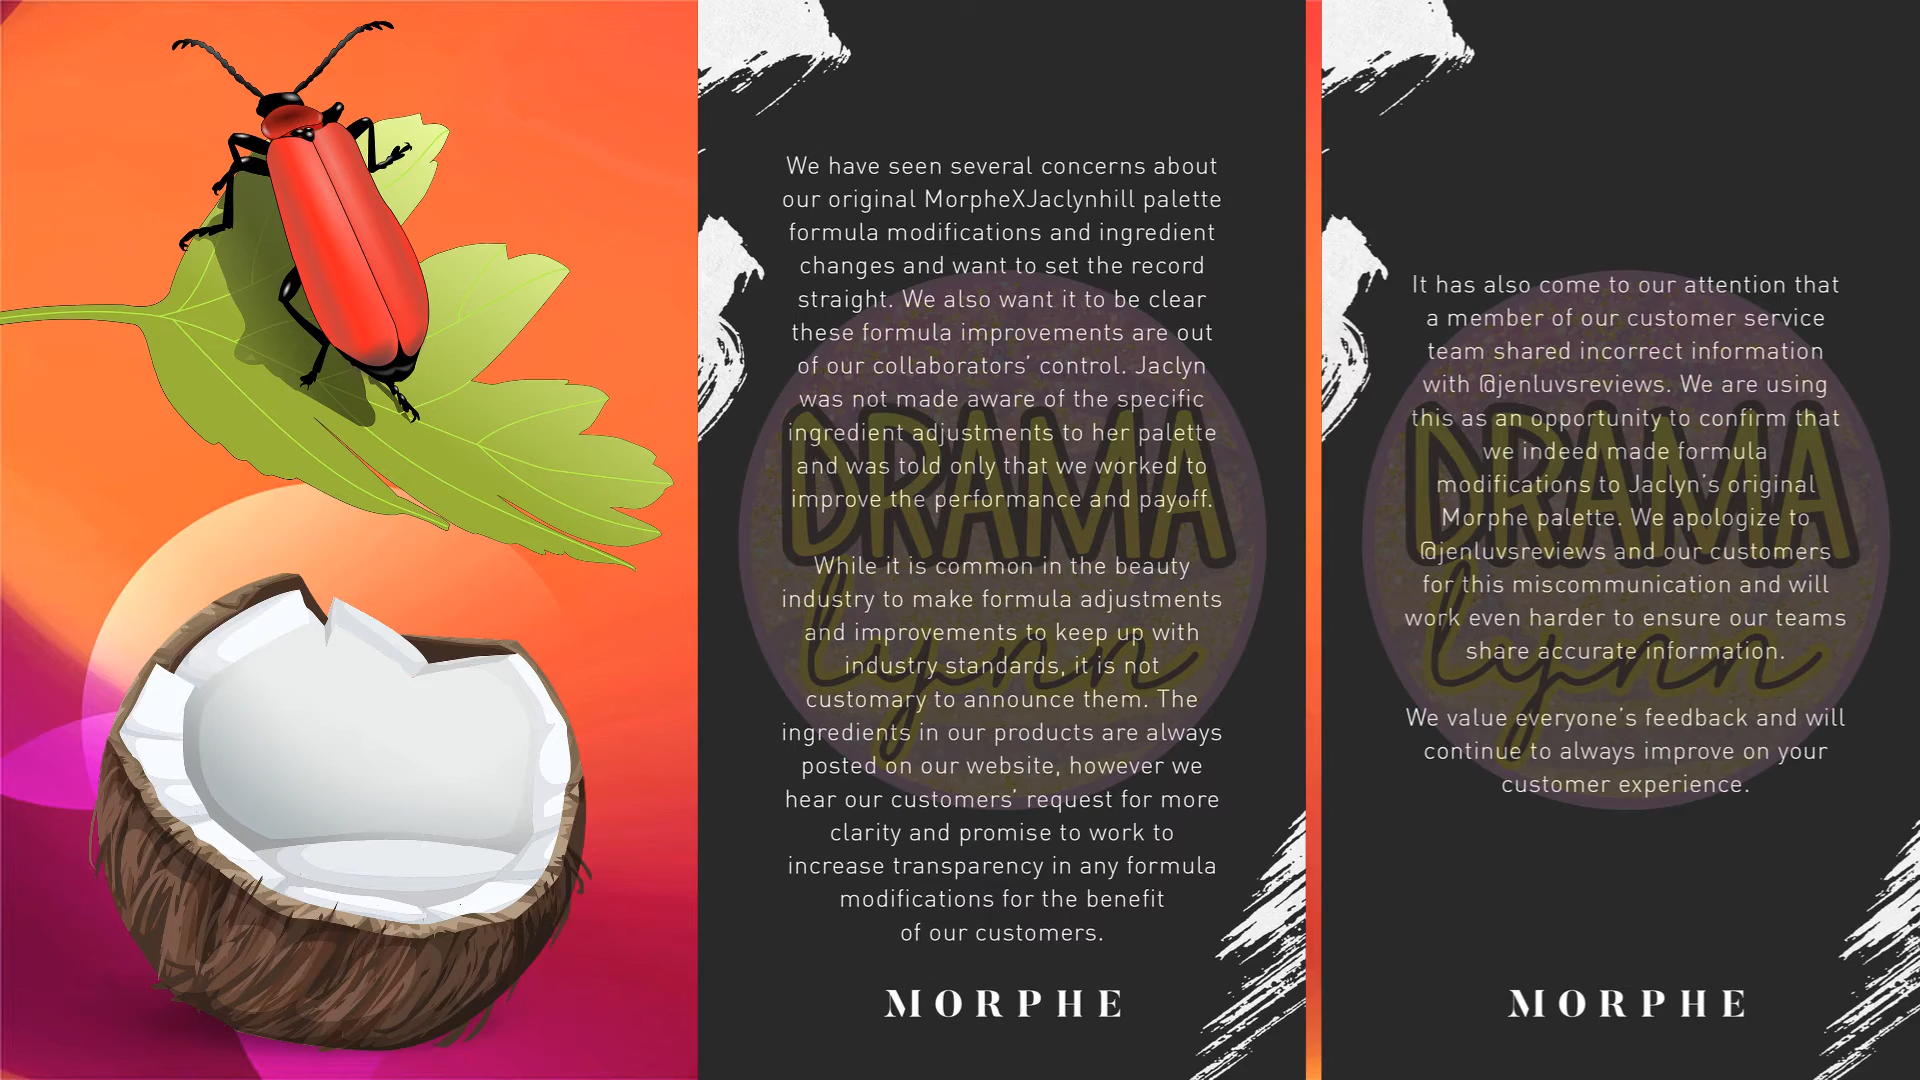 We have seen several concerns about
our original MorpheXJaclynhill palette
formula modifications and ingredient
changes and want to set the record
straight. We also want it to be clear
these formula improvements are out
of our collaborators’ control. Jaclyn
was not made aware of the specific
ingredient adjustments to her palette
and was told only that we worked to
improve the performance and payoff.
While it is common in the beauty
industry to make formula adjustments
and improvements to keep up with
industry standards, it is not
customary to announce them. The
ingredients in our products are always
posted on our website, however we
hear our customers’ request for more
clarity and promise to work to
increase transparency in any formula
modifications for the benefit
of our customers.
MORPHE
DRAMA
lynn
It has also come to our attention that
a member of our customer service
team shared incorrect information
with @jenluvsreviews. We are using
this as an opportunity to confirm that
we indeed made formula
modifications to Jaclyn’s original
Morphe palette. We apologize to
@jenluvsreviews and our customers
for this miscommunication and will
work even harder to ensure our teams
share accurate information.
We value everyone’s feedback and will
continue to always improve on your
customer experience.
MORPHE
DRAMA
lynn